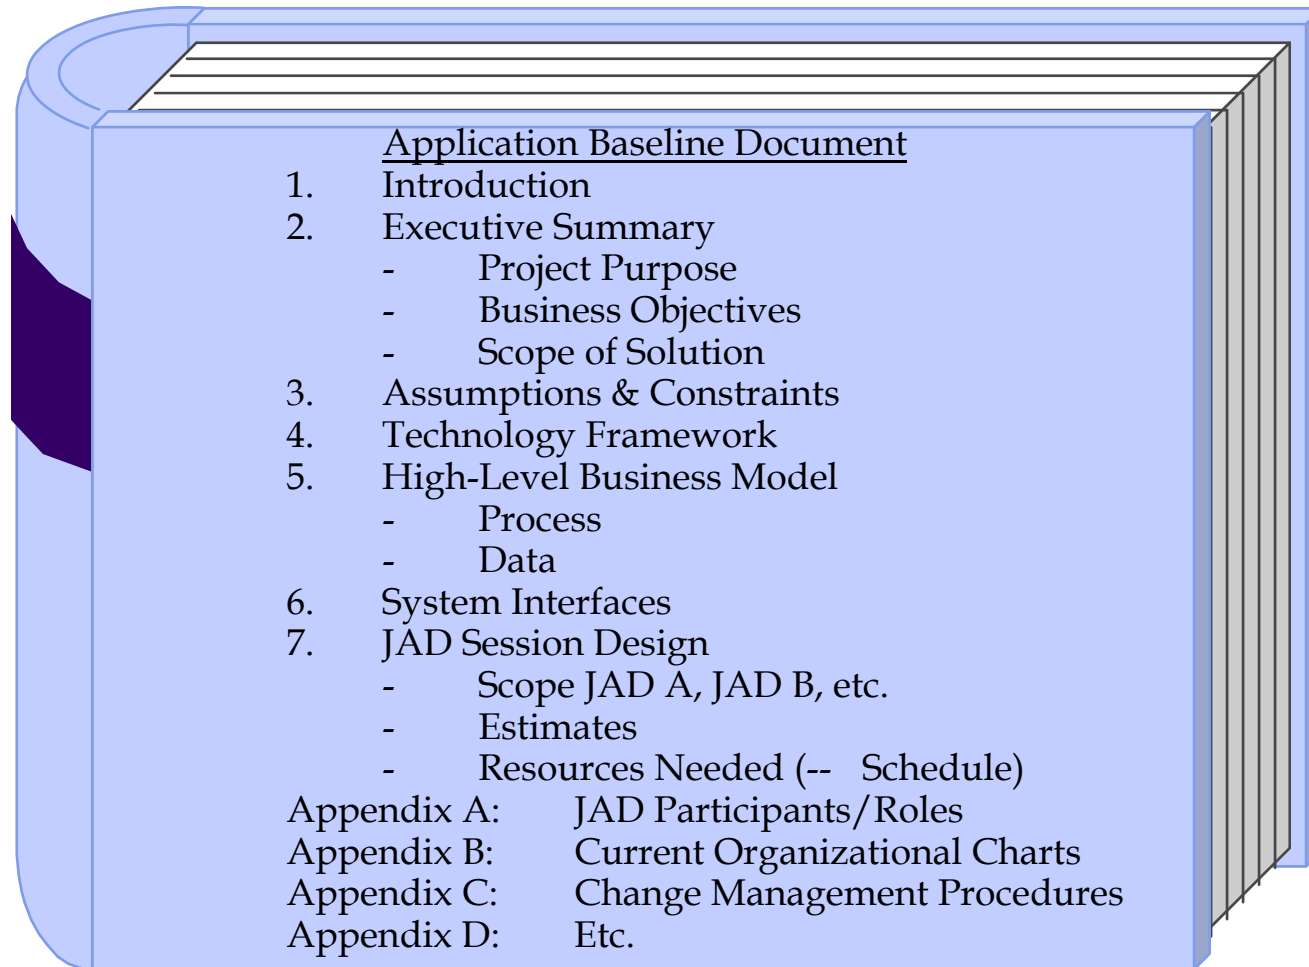 Application Baseline Document
1. Introduction
2. Executive Summary
- Project Purpose
- Business Objectives
- Scope of Solution
3. Assumptions & Constraints
4. Technology Framework
5. High-Level Business Model
- Process
- Data
6. System Interfaces
7. JAD Session Design
- Scope JAD A, JAD B, etc.
- Estimates
- Resources Needed (-- Schedule)
Appendix A: JAD Participants/Roles
Appendix B: Current Organizational Charts
Appendix C: Change Management Procedures
Appendix D: Etc.